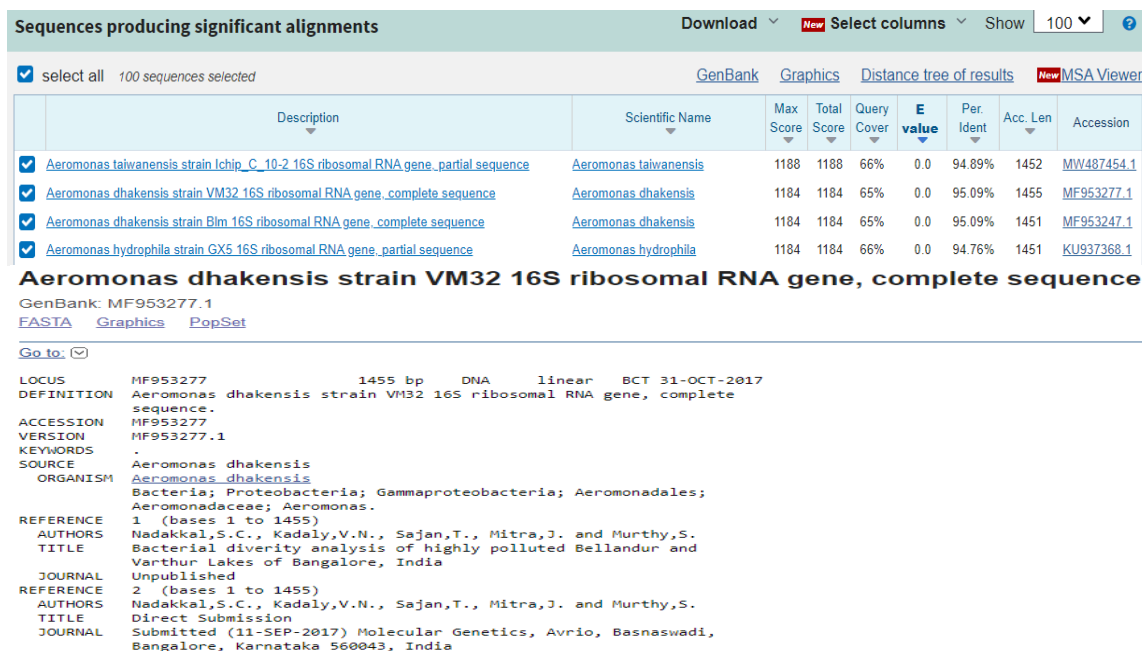 Sequences producing significant alignments Download New Select columns Show 100
select all 100 sequences selected GenBank Graphics Distance tree of results New MSA Viewer
Description Scientific Name Max Score Total Score Query Cover E value Per. Ident Acc. Len Accession
Aeromonas taiwanensis strain Ichip_C_10-2 16S ribosomal RNA gene, partial sequence Aeromonas taiwanensis 1188 1188 66% 0.0 94.89% 1452 MW487454.1
Aeromonas dhakensis strain VM32 16S ribosomal RNA gene, complete sequence Aeromonas dhakensis 1184 1184 65% 0.0 95.09% 1455 MF953277.1
Aeromonas dhakensis strain Blm 16S ribosomal RNA gene, complete sequence Aeromonas dhakensis 1184 1184 65% 0.0 95.09% 1451 MF953247.1
Aeromonas hydrophila strain GX5 16S ribosomal RNA gene, partial sequence Aeromonas hydrophila 1184 1184 66% 0.0 94.76% 1451 KU937368.1
Aeromonas dhakensis strain VM32 16S ribosomal RNA gene, complete sequence
GenBank: MF953277.1
FASTA Graphics PopSet
Go to:
LOCUS MF953277 1455 bp DNA linear BCT 31-OCT-2017
DEFINITION Aeromonas dhakensis strain VM32 16S ribosomal RNA gene, complete
sequence.
ACCESSION MF953277
VERSION MF953277.1
KEYWORDS .
SOURCE Aeromonas dhakensis
ORGANISM Aeromonas dhakensis
Bacteria; Proteobacteria; Gammaproteobacteria; Aeromonadales;
Aeromonadaceae; Aeromonas.
REFERENCE 1 (bases 1 to 1455)
AUTHORS Nadakkal,S.C., Kadaly,V.N., Sajan,T., Mitra,J. and Murthy,S.
TITLE Bacterial diverity analysis of highly polluted Bellandur and
Varthur Lakes of Bangalore, India
JOURNAL Unpublished
REFERENCE 2 (bases 1 to 1455)
AUTHORS Nadakkal,S.C., Kadaly,V.N., Sajan,T., Mitra,J. and Murthy,S.
TITLE Direct Submission
JOURNAL Submitted (11-SEP-2017) Molecular Genetics, Avrio, Basnaswadi,
Bangalore, Karnataka 560043, India